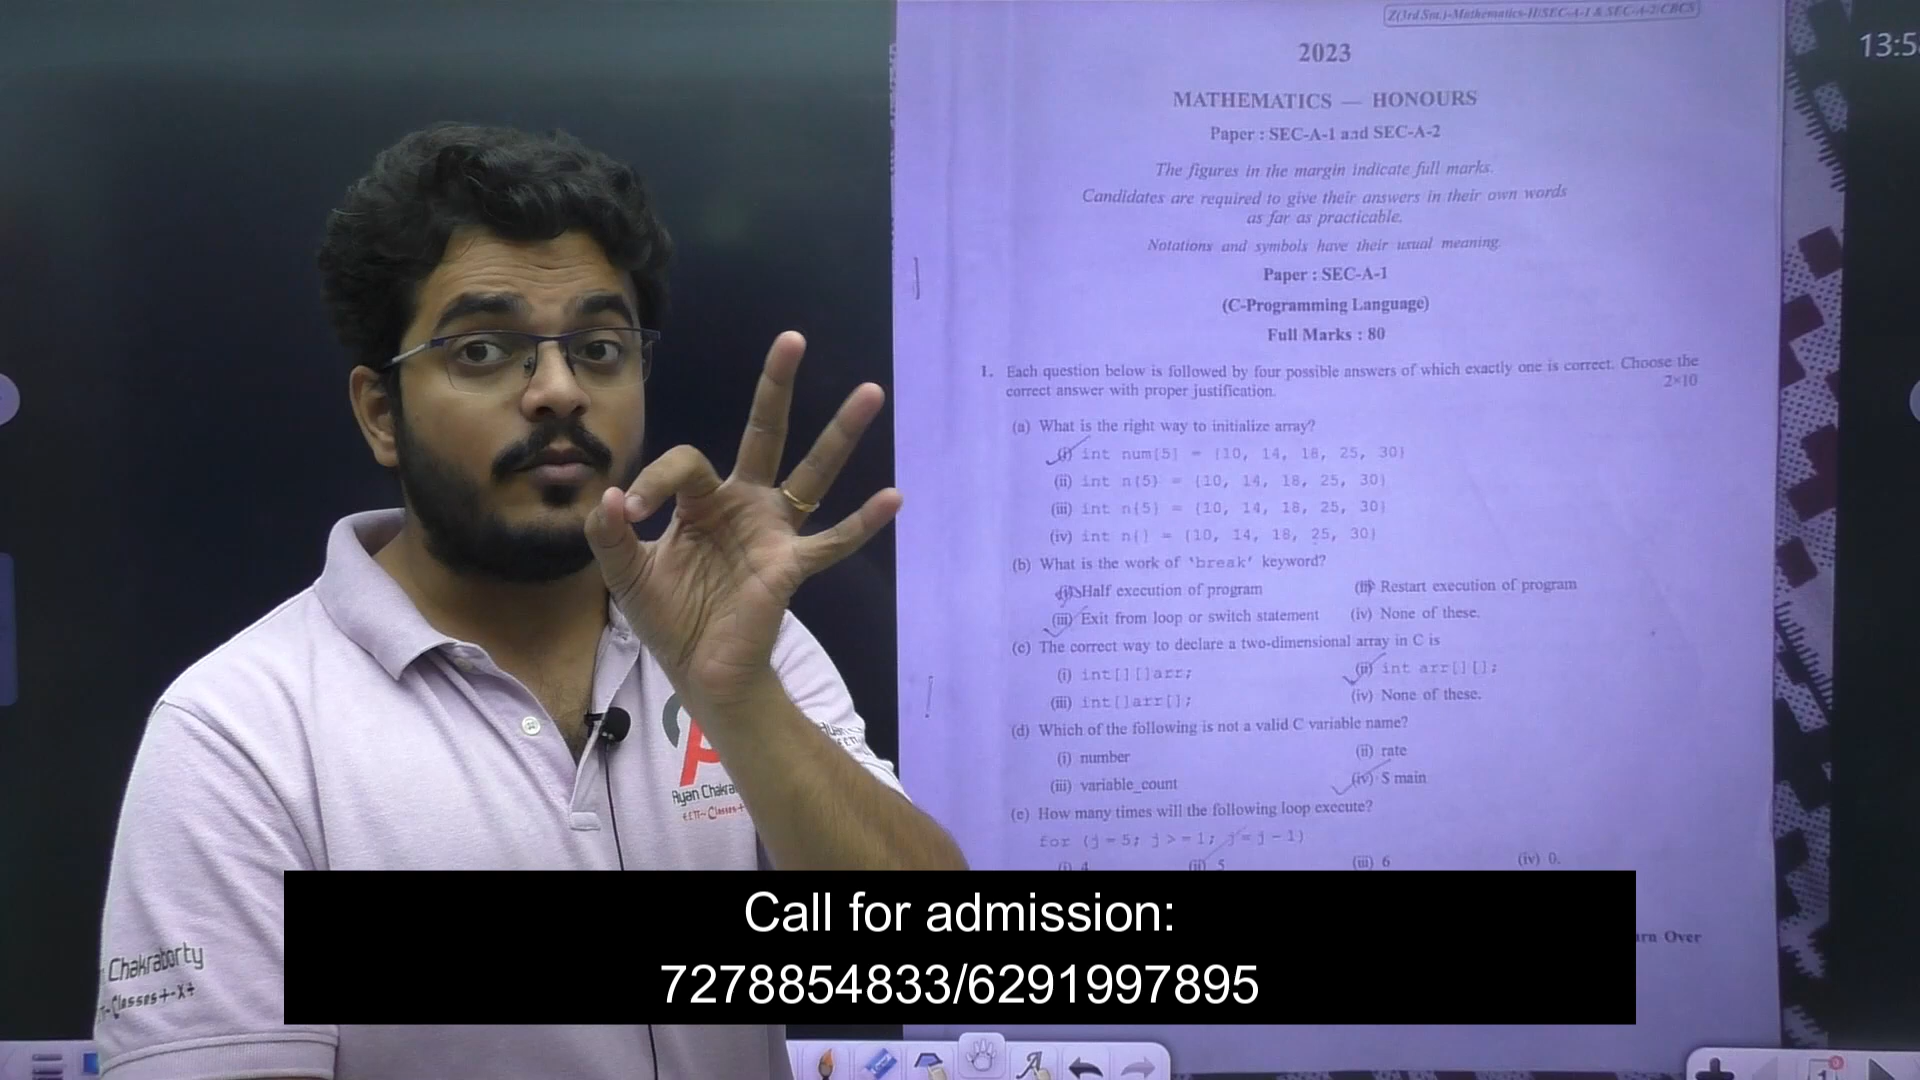 Z(3rd Sm.)-Mathematics-H/SEC-A-1 & SEC-A-2/CBCS
2023
13:5
MATHEMATICS — HONOURS
Paper : SEC-A-1 and SEC-A-2
The figures in the margin indicate full marks.
Candidates are required to give their answers in their own words
as far as practicable.
Notations and symbols have their usual meaning.
Paper : SEC-A-1
(C-Programming Language)
Full Marks : 80
1. Each question below is followed by four possible answers of which exactly one is correct. Choose the
correct answer with proper justification. 2×10
(a) What is the right way to initialize array?
(i) int num[5] = {10, 14, 18, 25, 30}
(ii) int n(5) = {10, 14, 18, 25, 30}
(iii) int n{5} = {10, 14, 18, 25, 30}
(iv) int n() = {10, 14, 18, 25, 30}
(b) What is the work of 'break' keyword?
(i) Half execution of program (ii) Restart execution of program
(iii) Exit from loop or switch statement (iv) None of these.
(c) The correct way to declare a two-dimensional array in C is
(i) int[][]arr; (ii) int arr[][];
(iii) int[]arr[]; (iv) None of these.
(d) Which of the following is not a valid C variable name?
(i) number (ii) rate
(iii) variable_count (iv) S main
(e) How many times will the following loop execute?
for (j = 5; j >= 1; j = j - 1)
(i) 4 (ii) 5 (iii) 6 (iv) 0.
Ayan Chakra
Classes+
Chakraborty
Classes+-×÷
Call for admission:
7278854833/6291997895
urn Over
1